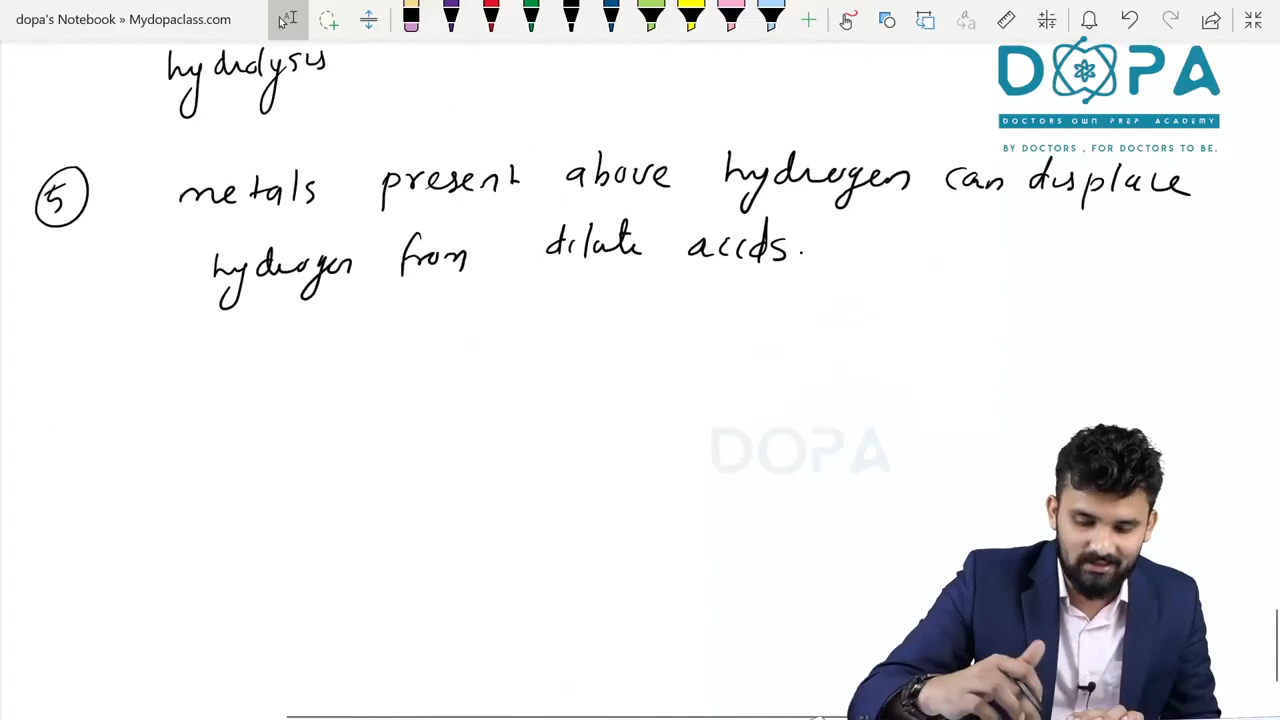 dopa's Notebook » Mydopaclass.com
DOPA
DOCTORS OWN PREP ACADEMY
BY DOCTORS , FOR DOCTORS TO BE.
hydrolysis
5 metals present above hydrogen can displace
hydrogen from dilute acids.
DOPA